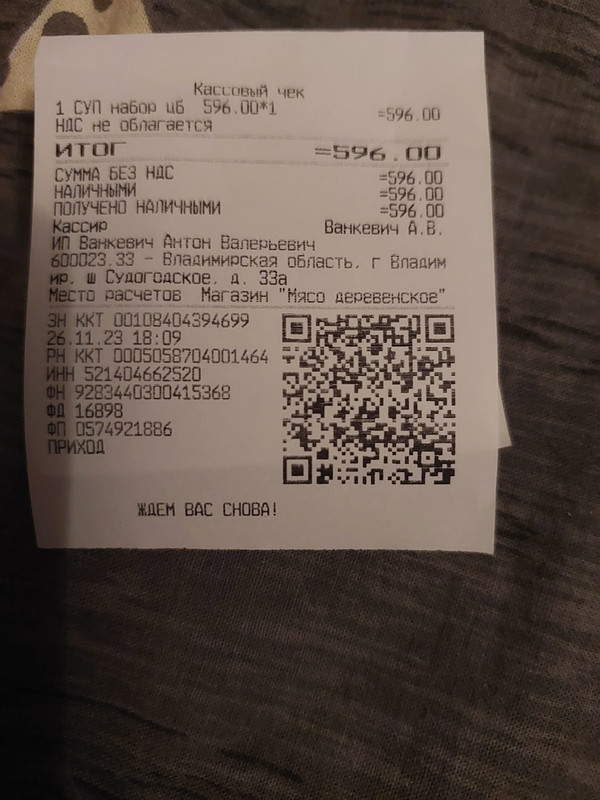 Кассовый чек
1 СУП набор цб 596.00*1 =596.00
НДС не облагается
ИТОГ =596.00
СУММА БЕЗ НДС =596.00
НАЛИЧНЫМИ =596.00
ПОЛУЧЕНО НАЛИЧНЫМИ =596.00
Кассир Ванкевич А.В.
ИП Ванкевич Антон Валерьевич
600023.33 - Владимирская область, г Владим
ир, ш Судогодское, д. 33а
Место расчетов Магазин "Мясо деревенское"
ЗН ККТ 00108404394699
26.11.23 18:09
РН ККТ 0005058704001464
ИНН 521404662520
ФН 9283440300415368
ФД 16898
ФП 0574921886
ПРИХОД
ЖДЕМ ВАС СНОВА!